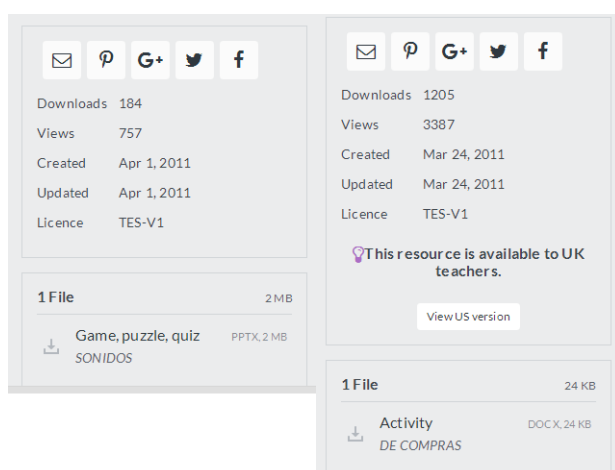 G+
Downloads 184
Views 757
Created Apr 1, 2011
Updated Apr 1, 2011
Licence TES-V1
1 File 2 MB
Game, puzzle, quiz PPTX, 2 MB
SONIDOS
G+
Downloads 1205
Views 3387
Created Mar 24, 2011
Updated Mar 24, 2011
Licence TES-V1
This resource is available to UK
teachers.
View US version
1 File 24 KB
Activity DOCX, 24 KB
DE COMPRAS